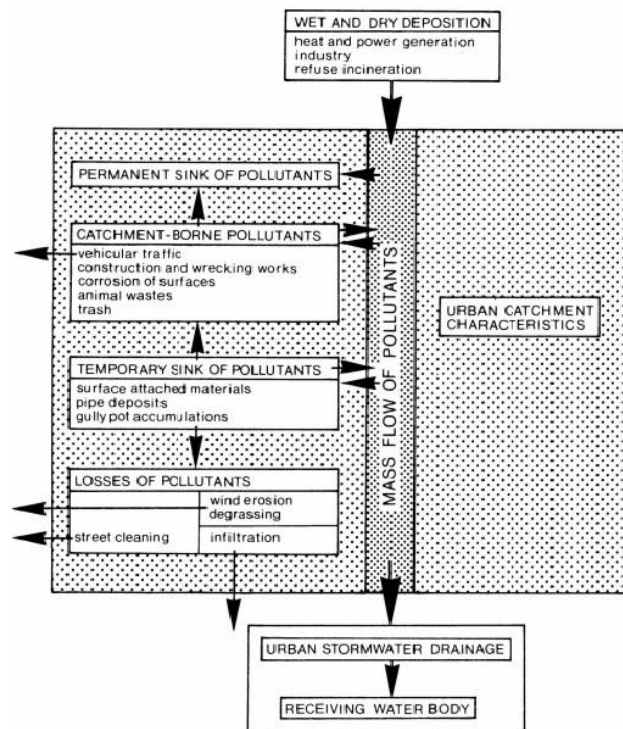 WET AND DRY DEPOSITION
heat and power generation
industry
refuse incineration
PERMANENT SINK OF POLLUTANTS
CATCHMENT-BORNE POLLUTANTS
vehicular traffic
construction and wrecking works
corrosion of surfaces
animal wastes
trash
TEMPORARY SINK OF POLLUTANTS
surface attached materials
pipe deposits
gully pot accumulations
LOSSES OF POLLUTANTS
wind erosion
degrassing
street cleaning
infiltration
MASS FLOW OF POLLUTANTS
URBAN CATCHMENT
CHARACTERISTICS
URBAN STORMWATER DRAINAGE
RECEIVING WATER BODY